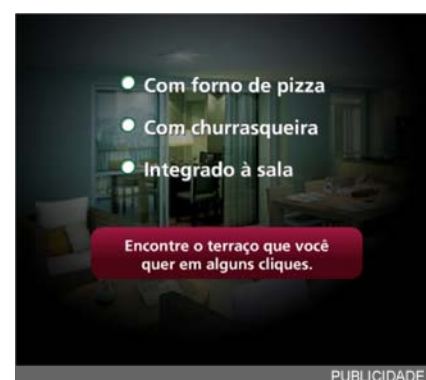 Com forno de pizza
Com churrasqueira
Integrado à sala
Encontre o terraço que você
quer em alguns cliques.
PUBLICIDADE